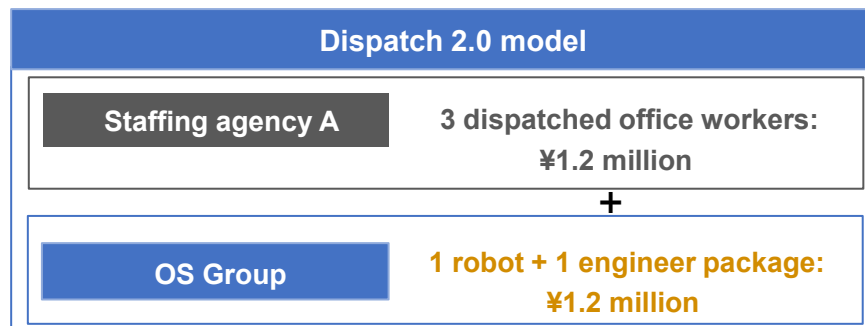 Dispatch 2.0 model
Staffing agency A
3 dispatched office workers:
¥1.2 million
+
OS Group
1 robot + 1 engineer package:
¥1.2 million